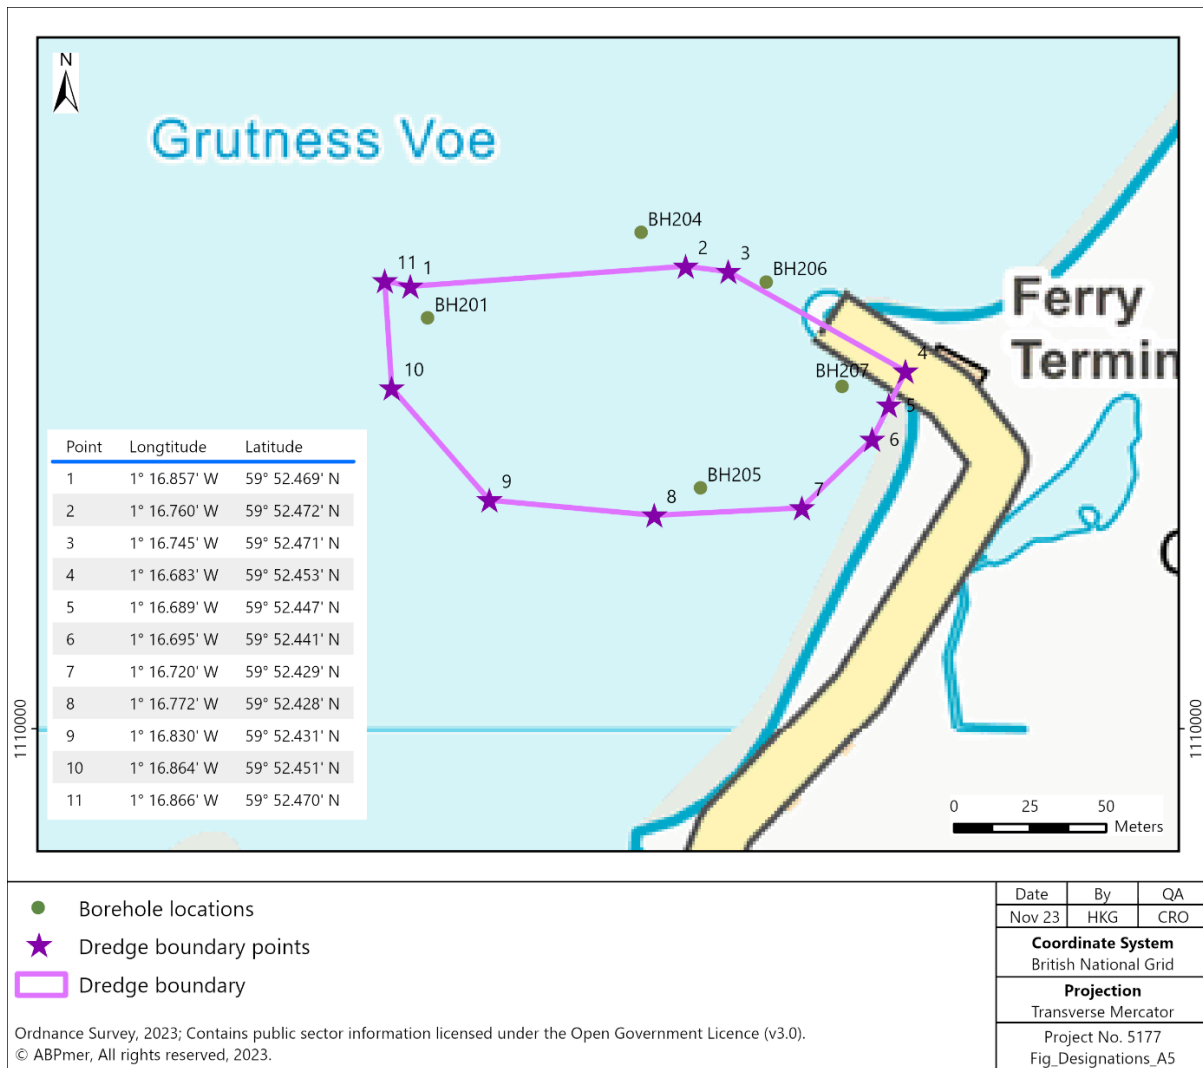 N
Grutness Voe
BH204
2
3
11
1
BH206
BH201
Ferry
Termin
4
10
BH207
5
6
BH205
9
7
8
Point Longtitude Latitude
1 1° 16.857' W 59° 52.469' N
2 1° 16.760' W 59° 52.472' N
3 1° 16.745' W 59° 52.471' N
4 1° 16.683' W 59° 52.453' N
5 1° 16.689' W 59° 52.447' N
6 1° 16.695' W 59° 52.441' N
7 1° 16.720' W 59° 52.429' N
8 1° 16.772' W 59° 52.428' N
9 1° 16.830' W 59° 52.431' N
10 1° 16.864' W 59° 52.451' N
11 1° 16.866' W 59° 52.470' N
1110000
1110000
0 25 50
Meters
Borehole locations
Dredge boundary points
Dredge boundary
Ordnance Survey, 2023; Contains public sector information licensed under the Open Government Licence (v3.0).
© ABPmer, All rights reserved, 2023.
Date By QA
Nov 23 HKG CRO
Coordinate System
British National Grid
Projection
Transverse Mercator
Project No. 5177
Fig_Designations_A5